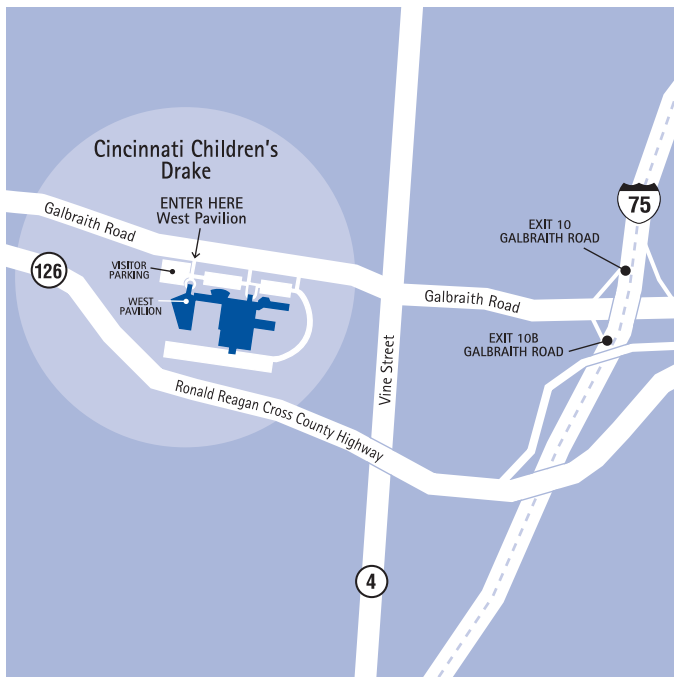 Cincinnati Children's
Drake
ENTER HERE
West Pavilion
Galbraith Road
VISITOR
PARKING
126
WEST
PAVILION
75
EXIT 10
GALBRAITH ROAD
Galbraith Road
EXIT 10B
GALBRAITH ROAD
Vine Street
Ronald Reagan Cross County Highway
4